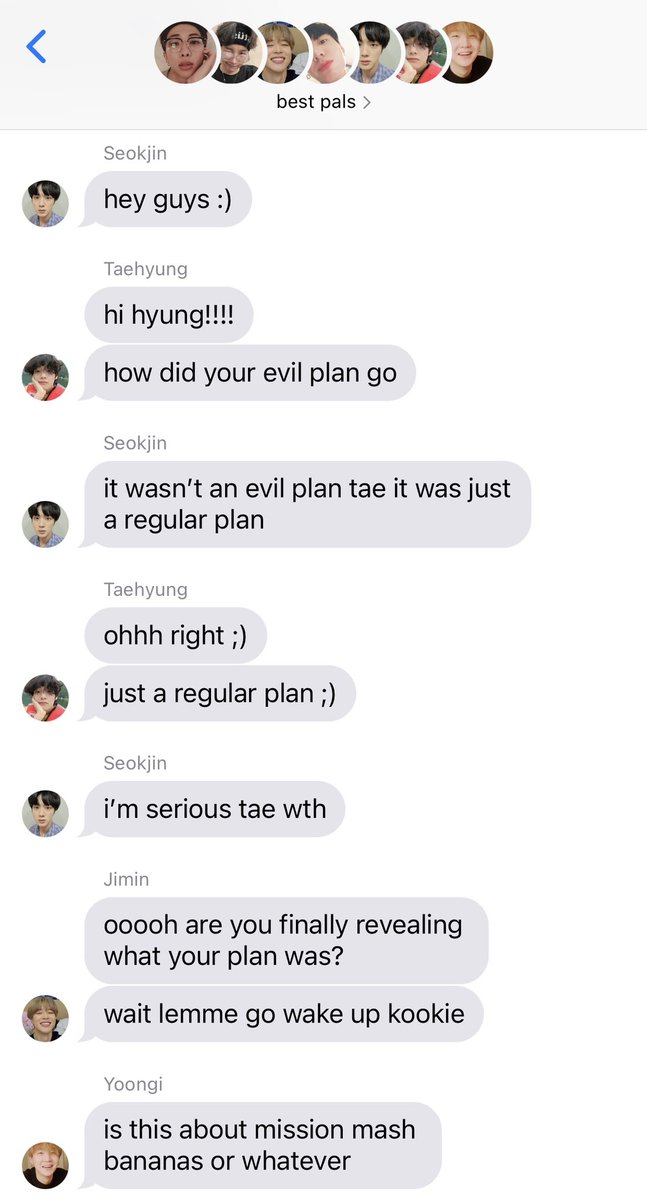 best pals >
Seokjin
hey guys :)
Taehyung
hi hyung!!!!
how did your evil plan go
Seokjin
it wasn’t an evil plan tae it was just
a regular plan
Taehyung
ohhh right ;)
just a regular plan ;)
Seokjin
i’m serious tae wth
Jimin
ooooh are you finally revealing
what your plan was?
wait lemme go wake up kookie
Yoongi
is this about mission mash
bananas or whatever